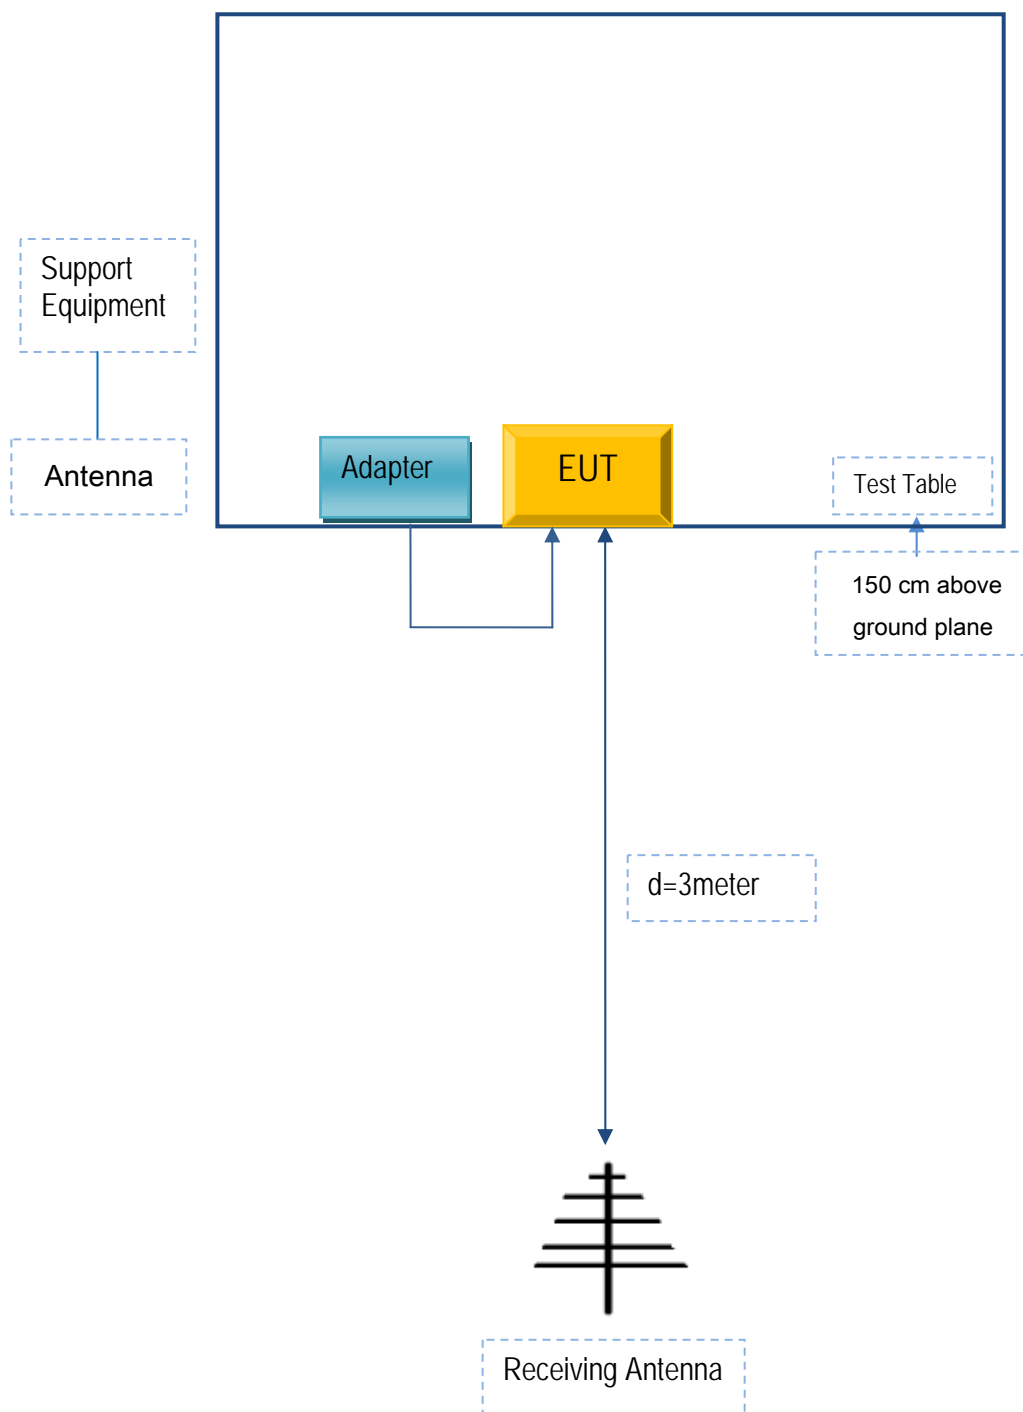 Support
Equipment
Antenna
Adapter
EUT
Test Table
150 cm above
ground plane
d=3meter
Receiving Antenna